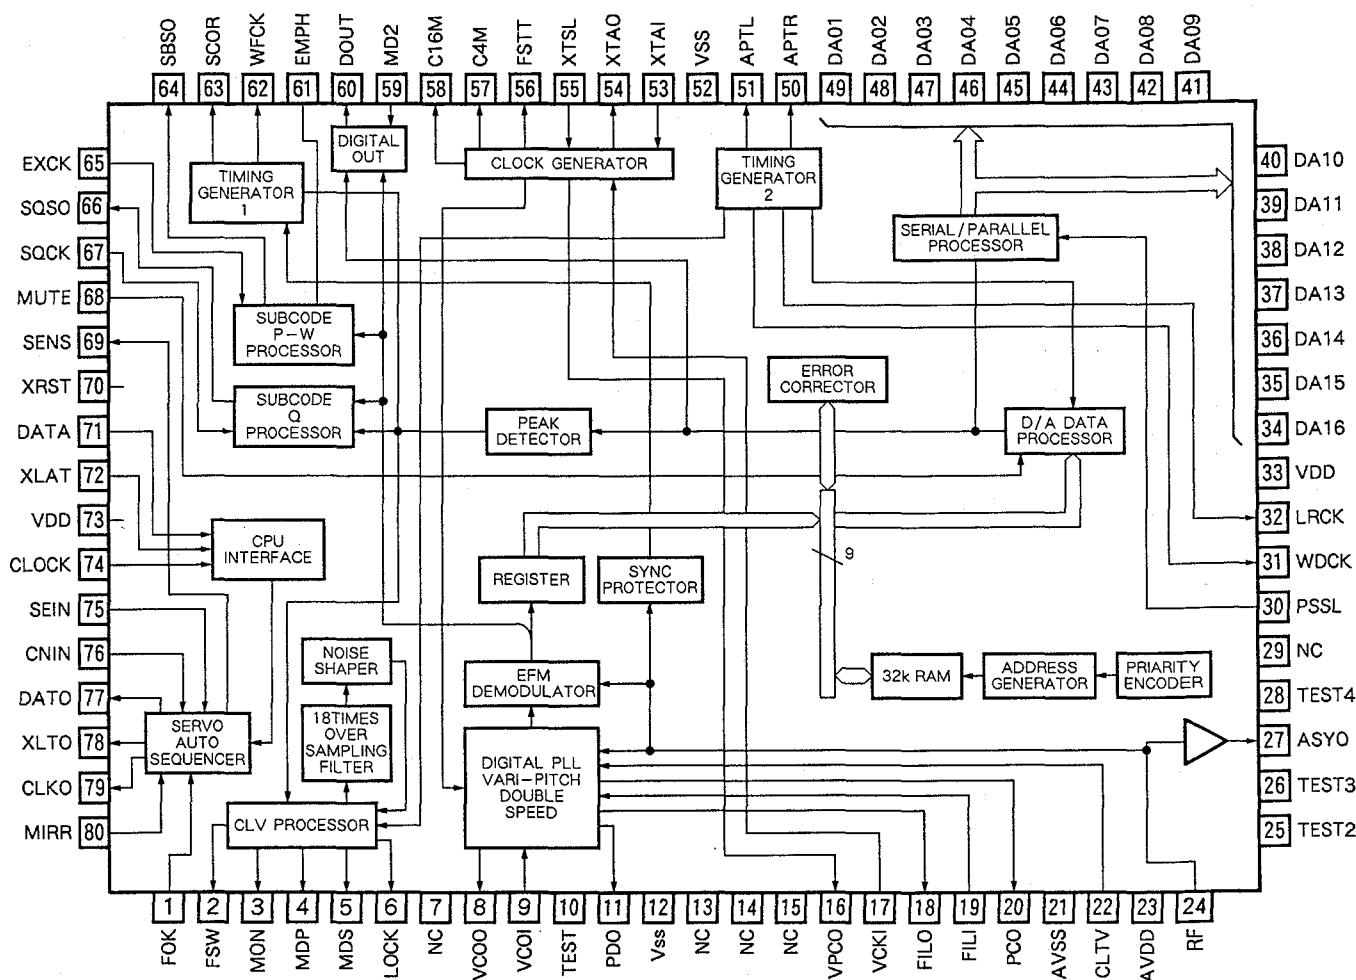 SBSO SCOR WFCK EMPH DOUT MD2 C16M C4M FSTT XTSL XTAO XTAI VSS APTL APTR DA01 DA02 DA03 DA04 DA05 DA06 DA07 DA08 DA09
64 63 62 61 60 59 58 57 56 55 54 53 52 51 50 49 48 47 46 45 44 43 42 41
EXCK 65
SQSO 66
SQCK 67
MUTE 68
SENS 69
XRST 70
DATA 71
XLAT 72
VDD 73
CLOCK 74
SEIN 75
CNIN 76
DATO 77
XLTO 78
CLKO 79
MIRR 80
TIMING
GENERATOR
1
DIGITAL
OUT
CLOCK GENERATOR
TIMING
GENERATOR
2
SERIAL/PARALLEL
PROCESSOR
SUBCODE
P-W
PROCESSOR
SUBCODE
Q
PROCESSOR
PEAK
DETECTOR
ERROR
CORRECTOR
D/A DATA
PROCESSOR
CPU
INTERFACE
REGISTER
SYNC
PROTECTOR
9
NOISE
SHAPER
EFM
DEMODULATOR
32k RAM
ADDRESS
GENERATOR
PRIARITY
ENCODER
SERVO
AUTO
SEQUENCER
18TIMES
OVER
SAMPLING
FILTER
DIGITAL PLL
VARI-PITCH
DOUBLE
SPEED
CLV PROCESSOR
40 DA10
39 DA11
38 DA12
37 DA13
36 DA14
35 DA15
34 DA16
33 VDD
32 LRCK
31 WDCK
30 PSSL
29 NC
28 TEST4
27 ASYO
26 TEST3
25 TEST2
1 2 3 4 5 6 7 8 9 10 11 12 13 14 15 16 17 18 19 20 21 22 23 24
FOK FSW MON MDP MDS LOCK NC VCOO VCOI TEST PDO Vss NC NC NC VPCO VCKI FILO FILI PCO AVSS CLTV AVDD RF